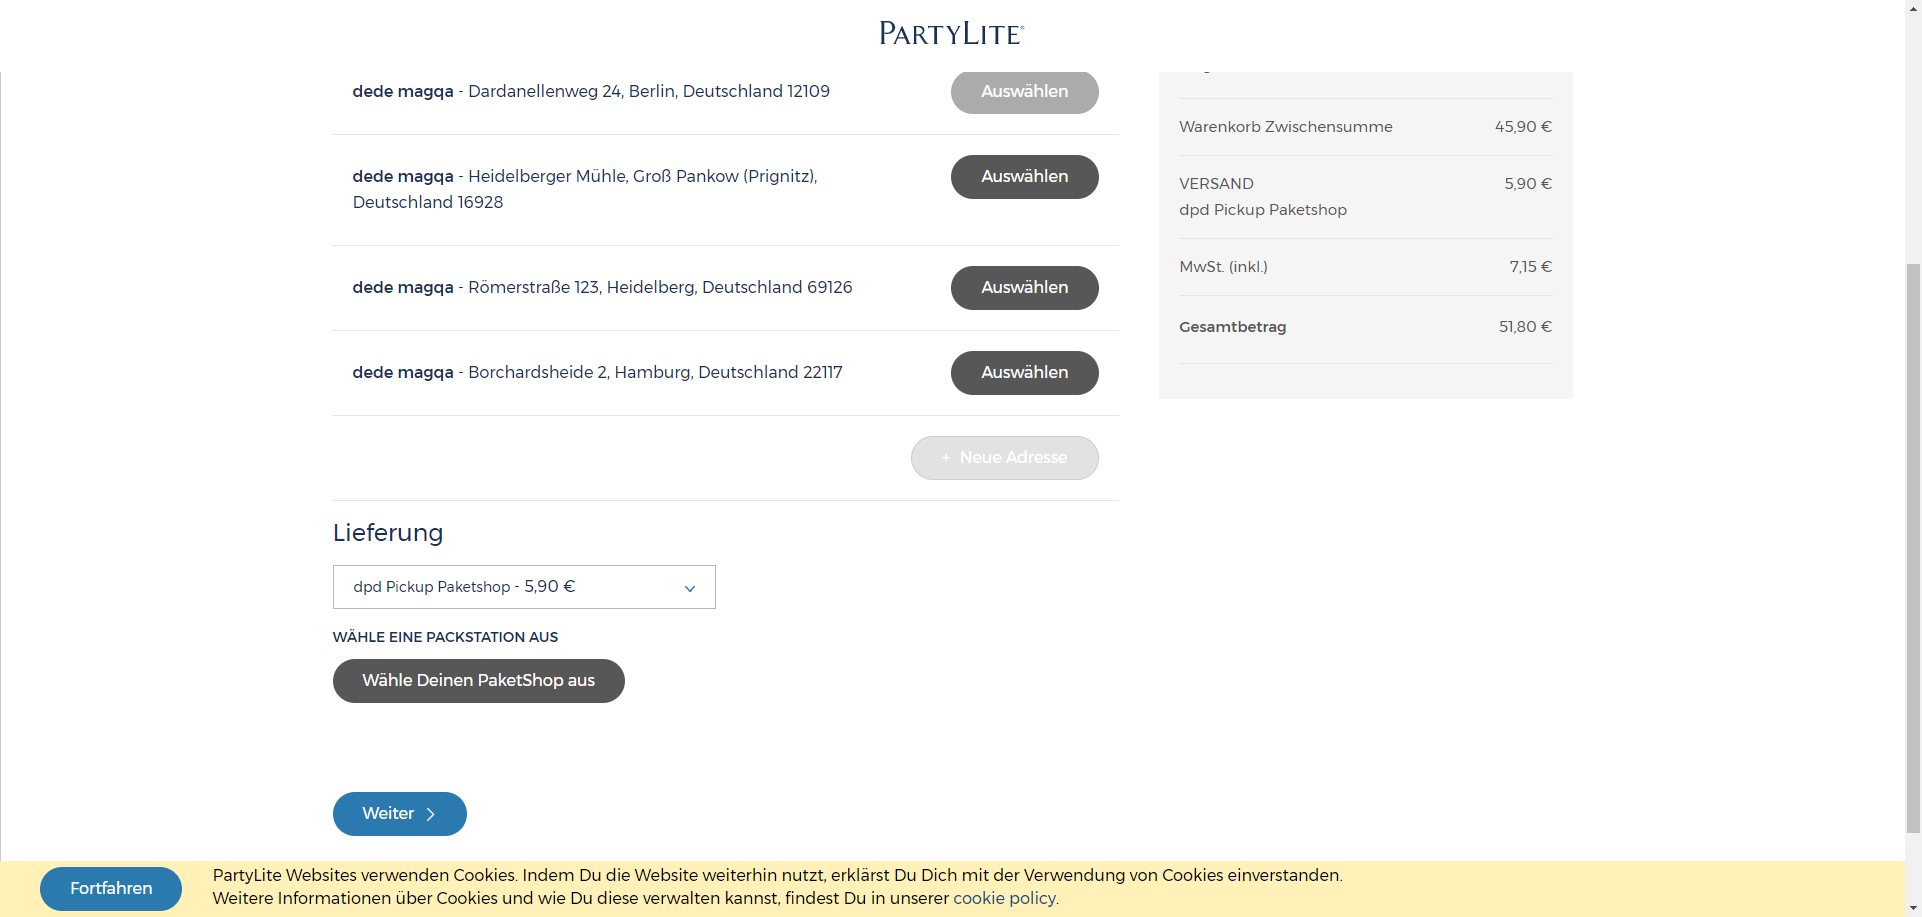 PARTYLITE®
dede magqa - Dardanellenweg 24, Berlin, Deutschland 12109
Auswählen
dede magqa - Heidelberger Mühle, Groß Pankow (Prignitz),
Deutschland 16928
Auswählen
dede magqa - Römerstraße 123, Heidelberg, Deutschland 69126
Auswählen
dede magqa - Borchardsheide 2, Hamburg, Deutschland 22117
Auswählen
+ Neue Adresse
Lieferung
dpd Pickup Paketshop - 5,90 €
WÄHLE EINE PACKSTATION AUS
Wähle Deinen PaketShop aus
Weiter
Warenkorb Zwischensumme 45,90 €
VERSAND 5,90 €
dpd Pickup Paketshop
MwSt. (inkl.) 7,15 €
Gesamtbetrag 51,80 €
Fortfahren
PartyLite Websites verwenden Cookies. Indem Du die Website weiterhin nutzt, erklärst Du Dich mit der Verwendung von Cookies einverstanden.
Weitere Informationen über Cookies und wie Du diese verwalten kannst, findest Du in unserer cookie policy.